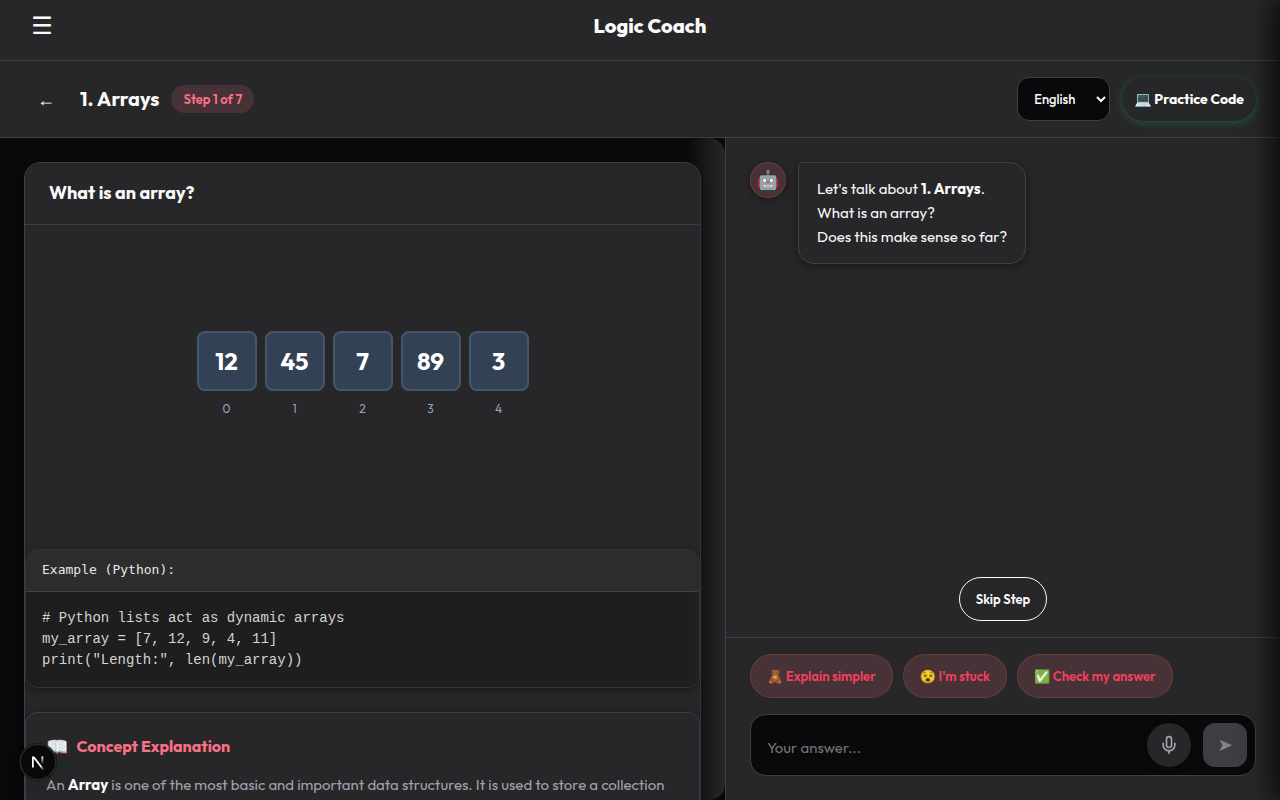 ☰
Logic Coach
← 1. Arrays Step 1 of 7
English
💻 Practice Code
What is an array?
12 45 7 89 3
0 1 2 3 4
Example (Python):
# Python lists act as dynamic arrays
my_array = [7, 12, 9, 4, 11]
print("Length:", len(my_array))
📖 Concept Explanation
An Array is one of the most basic and important data structures. It is used to store a collection
N
🤖
Let's talk about 1. Arrays.
What is an array?
Does this make sense so far?
Skip Step
🧸 Explain simpler 😵 I'm stuck ✅ Check my answer
Your answer...